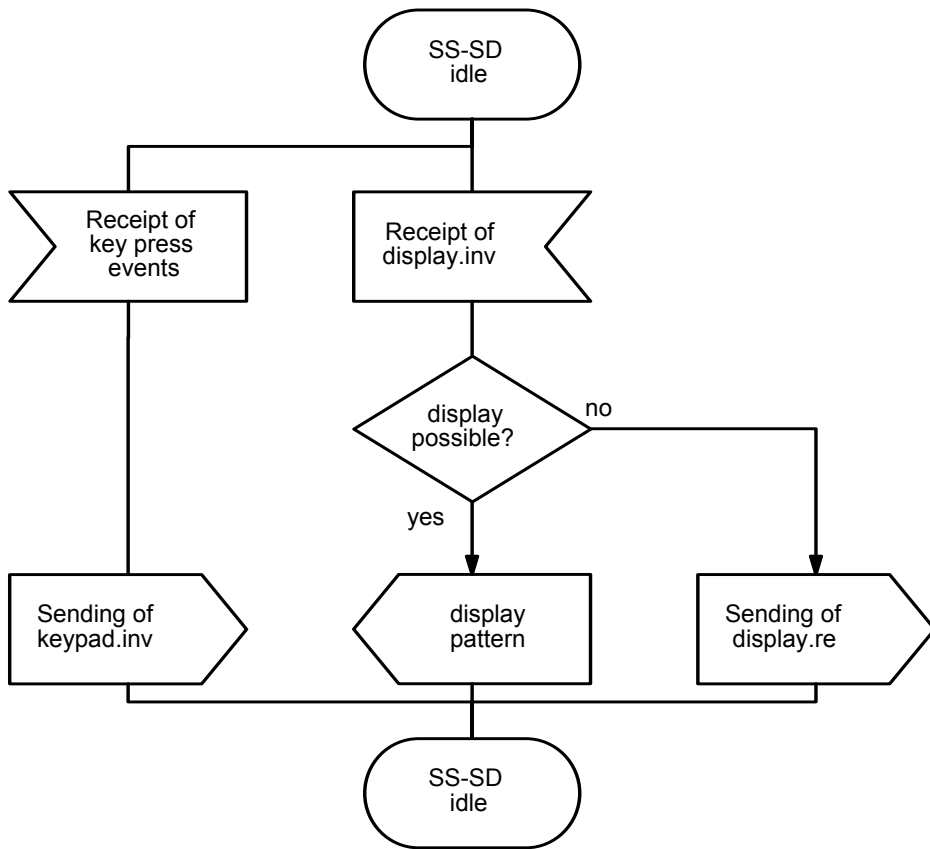 SS-SD
idle
Receipt of
key press
events
Receipt of
display.inv
display
possible?
no
yes
Sending of
keypad.inv
display
pattern
Sending of
display.re
SS-SD
idle